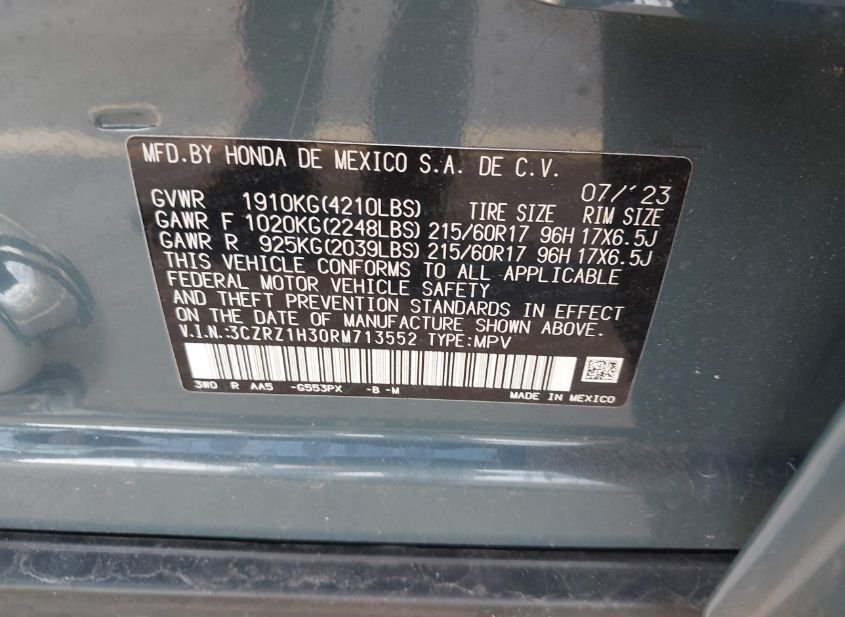 MFD.BY HONDA DE MEXICO S.A. DE C.V.
07/'23
GVWR 1910KG(4210LBS) TIRE SIZE RIM SIZE
GAWR F 1020KG(2248LBS) 215/60R17 96H 17X6.5J
GAWR R 925KG(2039LBS) 215/60R17 96H 17X6.5J
THIS VEHICLE CONFORMS TO ALL APPLICABLE
FEDERAL MOTOR VEHICLE SAFETY
AND THEFT PREVENTION STANDARDS IN EFFECT
ON THE DATE OF MANUFACTURE SHOWN ABOVE.
V.I.N.:3CZRZ1H30RM713552 TYPE:MPV
3W0 R AA5 -G553PX -B -M
MADE IN MEXICO